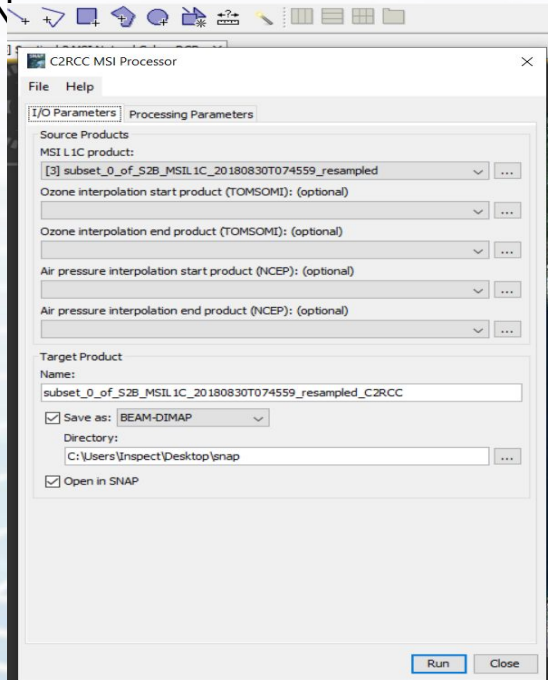 C2RCC MSI Processor
File Help
I/O Parameters Processing Parameters
Source Products
MSI L1C product:
[3] subset_0_of_S2B_MSIL1C_20180830T074559_resampled
...
Ozone interpolation start product (TOMSOMI): (optional)
...
Ozone interpolation end product (TOMSOMI): (optional)
...
Air pressure interpolation start product (NCEP): (optional)
...
Air pressure interpolation end product (NCEP): (optional)
...
Target Product
Name:
subset_0_of_S2B_MSIL1C_20180830T074559_resampled_C2RCC
Save as: BEAM-DIMAP
Directory:
C:\Users\Inspect\Desktop\snap
...
Open in SNAP
Run Close